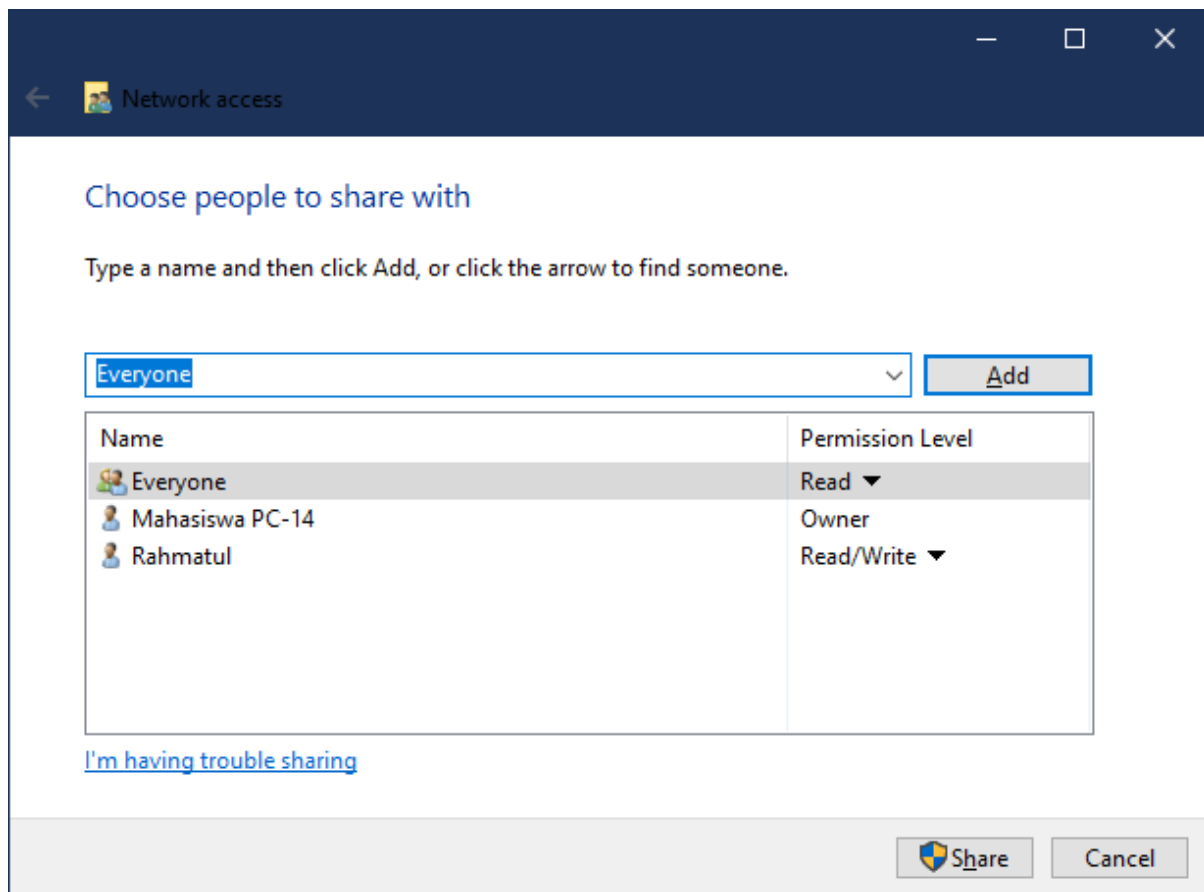 Network access
Choose people to share with
Type a name and then click Add, or click the arrow to find someone.
Everyone Add
Name Permission Level
Everyone Read
Mahasiswa PC-14 Owner
Rahmatul Read/Write
I'm having trouble sharing
Share Cancel